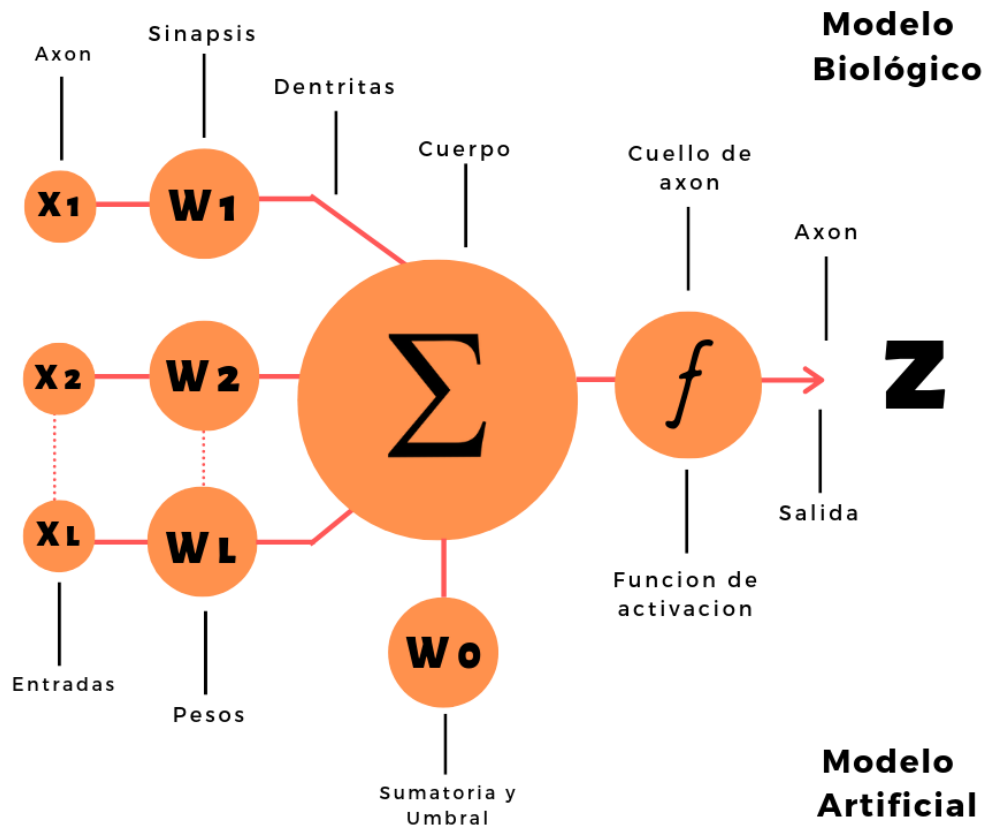 Modelo
Biológico
Sinapsis
Axon
Dentritas
Cuerpo
Cuello de
axon
Axon
X1
W1
X2
W2
Σ
f
Z
XL
WL
Salida
Funcion de
activacion
W0
Entradas
Pesos
Sumatoria y
Umbral
Modelo
Artificial